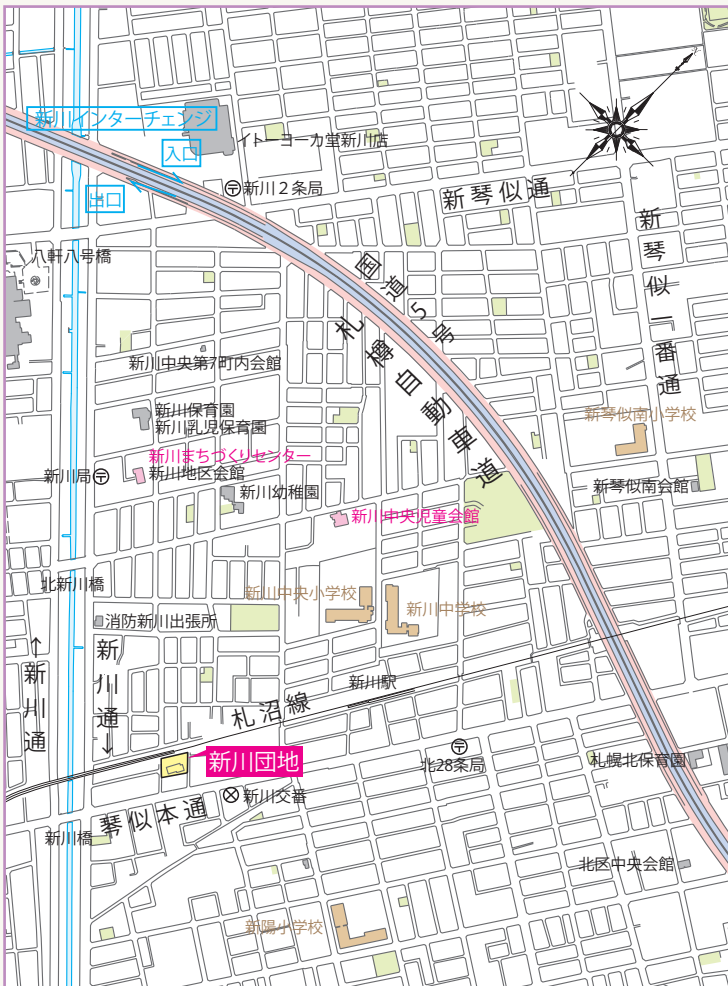 新川インターチェンジ
イトーヨーカ堂新川店
入口
〒新川2条局
出口
新琴似通
新琴似一番通
八軒八号橋
国道5号
札樽自動車道
新川中央第7町内会館
新川保育園
新川乳児保育園
新琴似南小学校
新川まちづくりセンター
新川局〒
新川地区会館
新琴似南会館
新川幼稚園
新川中央児童会館
北新川橋
新川中央小学校
新川中学校
消防新川出張所
↑新川通
新川通↓
新川駅
札沼線
新川団地
〒
北28条局
札幌北保育園
新川交番
琴似本通
新川橋
北区中央会館
新陽小学校